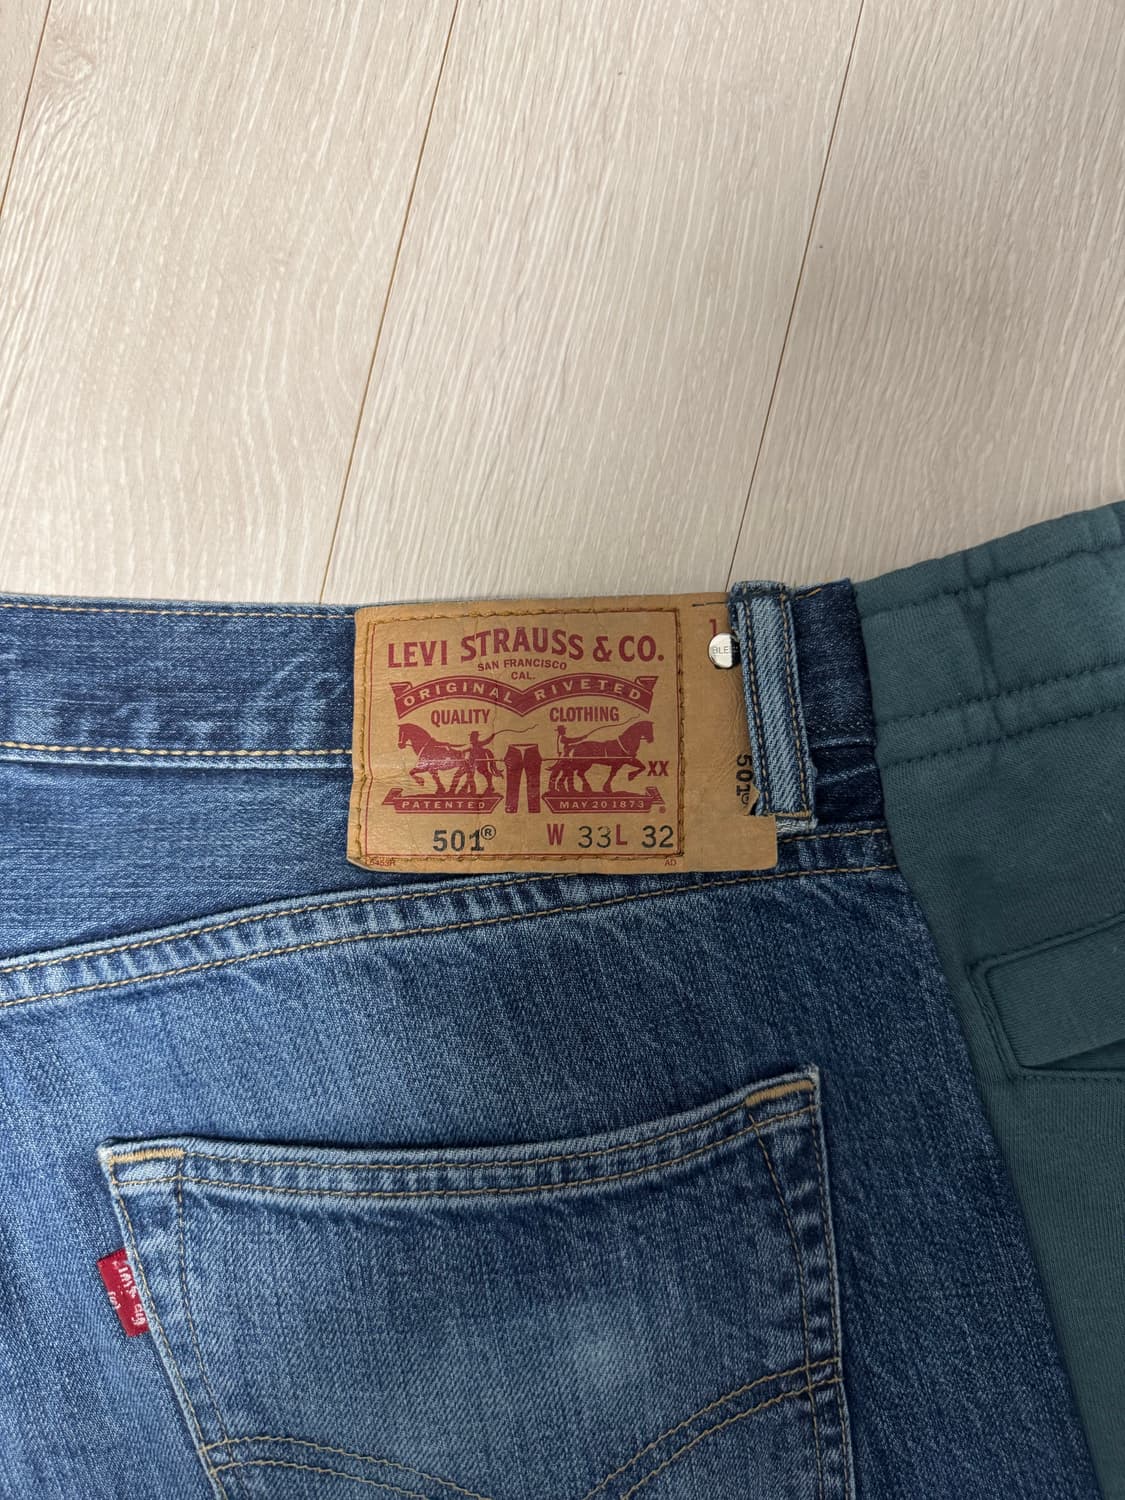 LEVI STRAUSS & CO.
SAN FRANCISCO
CAL.
ORIGINAL RIVETED
QUALITY CLOTHING
XX
PATENTED MAY 20 1873
®
501® W 33 L 32
AD
501®